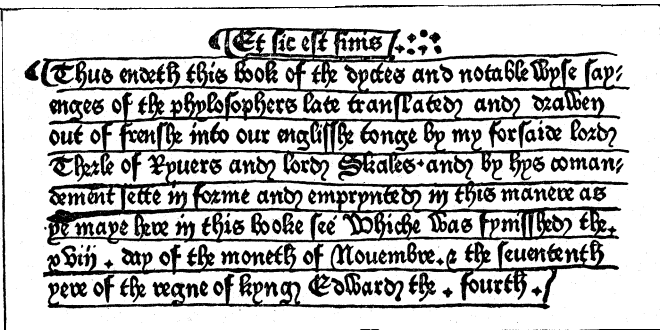 Et sic est finis
Thus endeth this book of the dyctes and notable wyse say⸗
enges of the phylosophers late translated and drawen
out of frenshe into our englisshe tonge by my forsaide lord
Therle of Ryuers and lord Skales. and by hys coman⸗
dement sette in forme and emprynted in this manere as
ye maye here in this booke see Whiche was fynisshed the.
xviij. day of the moneth of Nouembre. & the seuententh
yere of the regne of kyng Edward the. fourth.